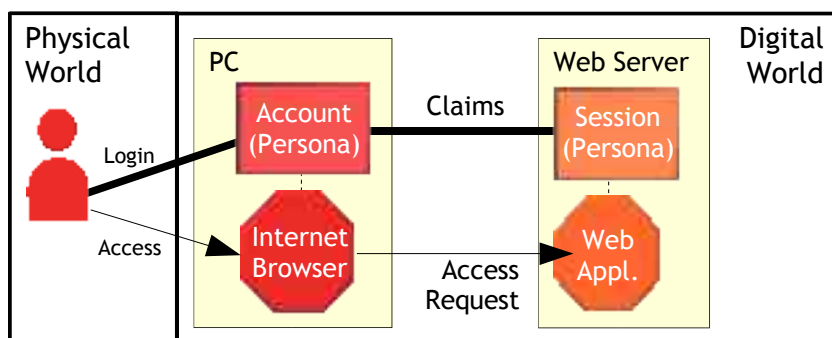 Physical
World
PC
Web Server
Digital
World
Account
(Persona)
Claims
Session
(Persona)
Login
Access
Internet
Browser
Access
Request
Web
Appl.